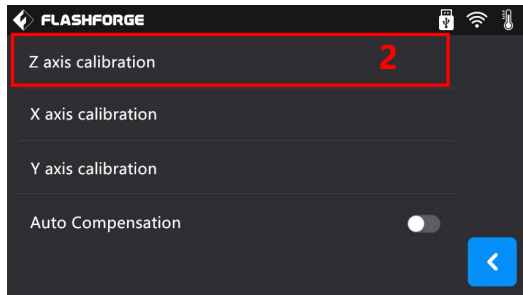 FLASHFORGE
Z axis calibration 2
X axis calibration
Y axis calibration
Auto Compensation